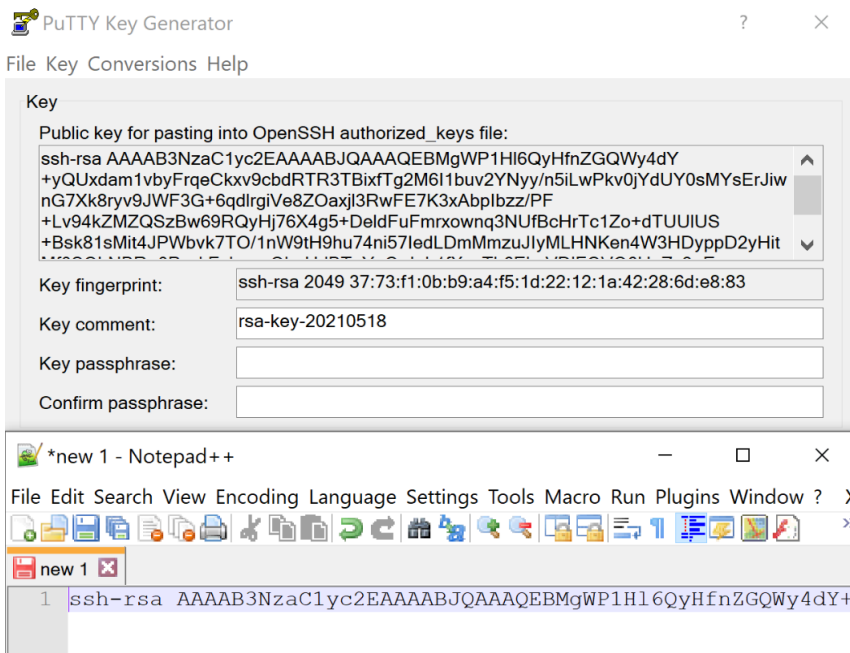 PuTTY Key Generator ? ×
File Key Conversions Help
Key
Public key for pasting into OpenSSH authorized_keys file:
ssh-rsa AAAAB3NzaC1yc2EAAAABJQAAAQEBMgWP1Hl6QyHfnZGQWy4dY
+yQUxdam1vbyFrqeCkxv9cbdRTR3TBixfTg2M6I1buv2YNyy/n5iLwPkv0jYdUY0sMYsErJiw
nG7Xk8ryv9JWF3G+6qdlrgiVe8ZOaxjl3RwFE7K3xAbpIbzz/PF
+Lv94kZMZQSzBw69RQyHj76X4g5+DeldFuFmrxownq3NUfBcHrTc1Zo+dTUUlUS
+Bsk81sMit4JPWbvk7TO/1nW9tH9hu74ni57IedLDmMmzuJIyMLHNKen4W3HDyppD2yHit
Key fingerprint: ssh-rsa 2049 37:73:f1:0b:b9:a4:f5:1d:22:12:1a:42:28:6d:e8:83
Key comment: rsa-key-20210518
Key passphrase:
Confirm passphrase:
*new 1 - Notepad++
File Edit Search View Encoding Language Settings Tools Macro Run Plugins Window ?
new 1
1 ssh-rsa AAAAB3NzaC1yc2EAAAABJQAAAQEBMgWP1Hl6QyHfnZGQWy4dY+